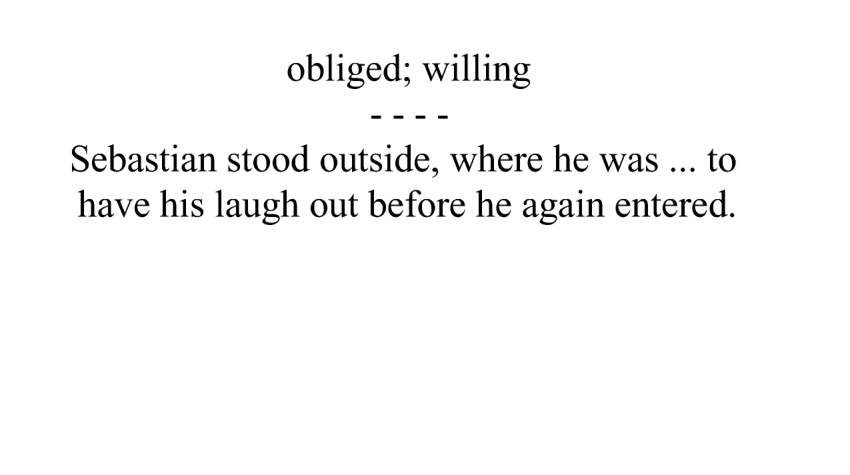 obliged; willing
- - - -
Sebastian stood outside, where he was ... to
have his laugh out before he again entered.